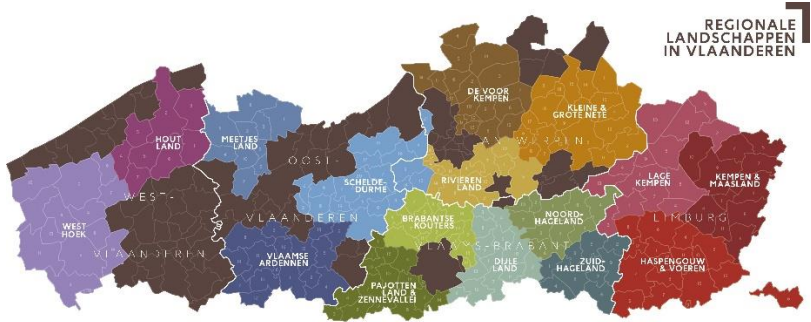 REGIONALE
LANDSCHAPPEN
IN VLAANDEREN
DE VOOR
KEMPEN
KLEINE &
GROTE NETE
HOUT
LAND
MEETJES
LAND
ANTWERPEN
OOST-
SCHELDE-
DURME
RIVIEREN
LAND
LAGE
KEMPEN
KEMPEN &
MAASLAND
WEST-
WEST
HOEK
VLAANDEREN
BRABANTSE
KOUTERS
NOORD-
HAGELAND
LIMBURG
VLAANDEREN
VLAAMSE
ARDENNEN
VLAAMS-BRABANT
DIJLE
LAND
ZUID-
HAGELAND
HASPENGOUW
& VOEREN
PAJOTTEN
LAND &
ZENNEVALLEI